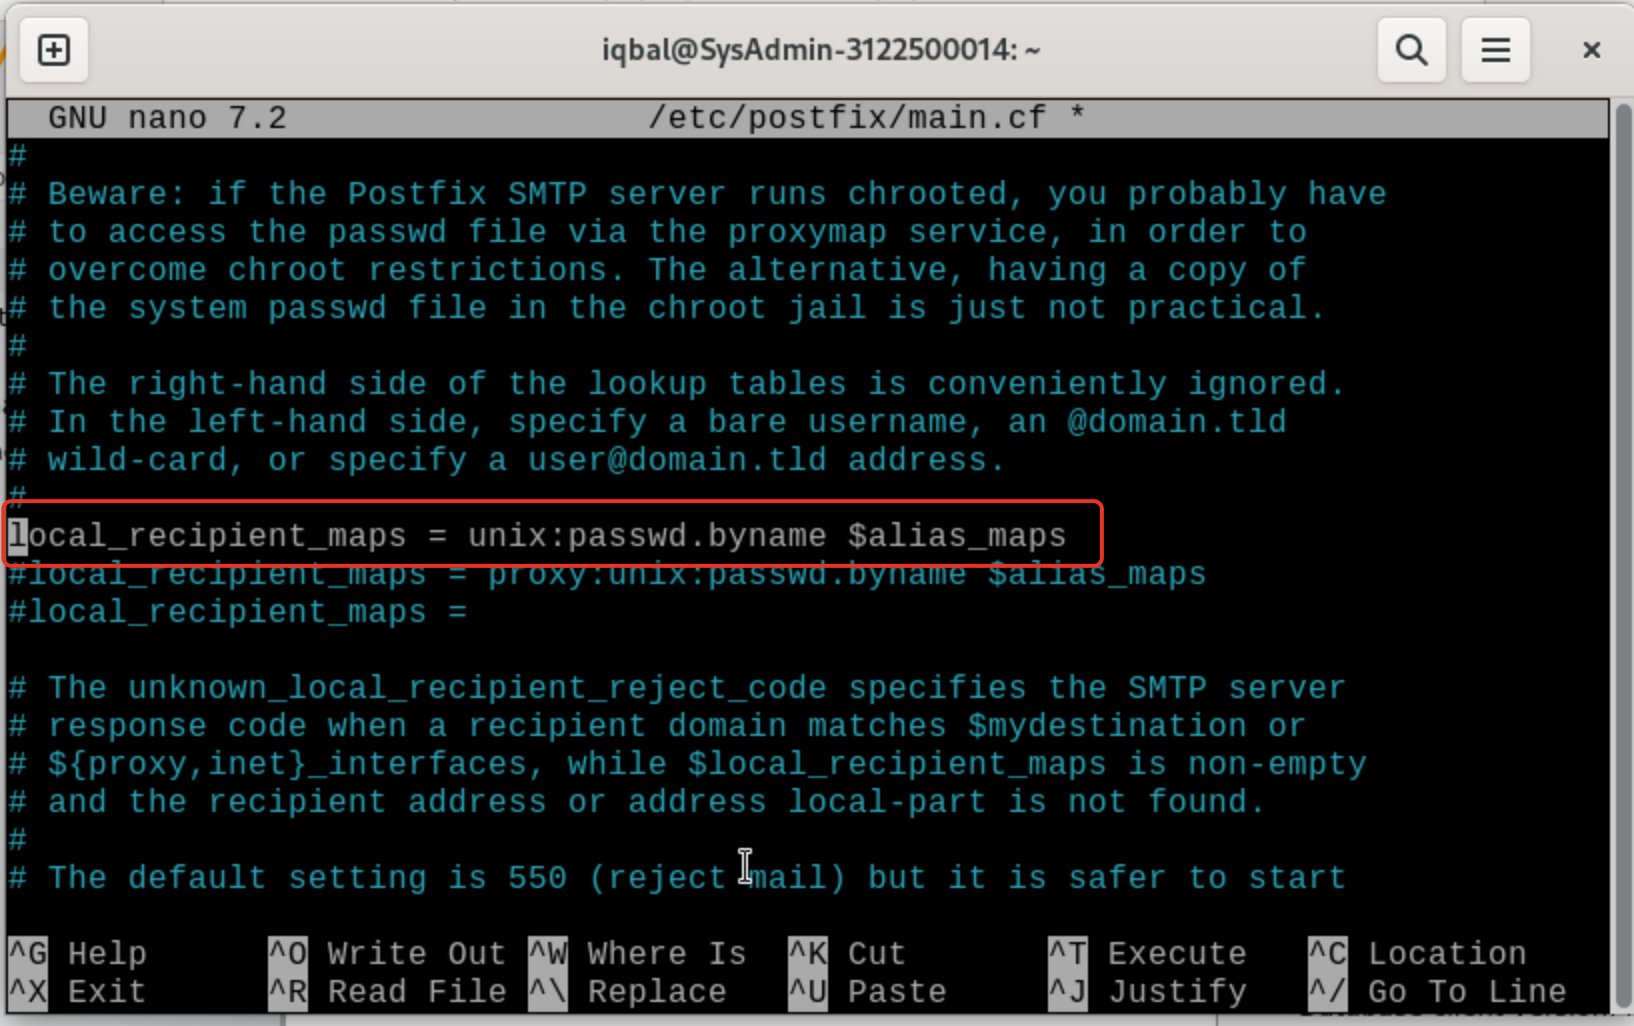 iqbal@SysAdmin-3122500014: ~
GNU nano 7.2 /etc/postfix/main.cf *
#
# Beware: if the Postfix SMTP server runs chrooted, you probably have
# to access the passwd file via the proxymap service, in order to
# overcome chroot restrictions. The alternative, having a copy of
# the system passwd file in the chroot jail is just not practical.
#
# The right-hand side of the lookup tables is conveniently ignored.
# In the left-hand side, specify a bare username, an @domain.tld
# wild-card, or specify a user@domain.tld address.
#
local_recipient_maps = unix:passwd.byname $alias_maps
#local_recipient_maps = proxy:unix:passwd.byname $alias_maps
#local_recipient_maps =
# The unknown_local_recipient_reject_code specifies the SMTP server
# response code when a recipient domain matches $mydestination or
# ${proxy,inet}_interfaces, while $local_recipient_maps is non-empty
# and the recipient address or address local-part is not found.
#
# The default setting is 550 (reject mail) but it is safer to start
^G Help ^O Write Out ^W Where Is ^K Cut ^T Execute ^C Location
^X Exit ^R Read File ^\ Replace ^U Paste ^J Justify ^/ Go To Line